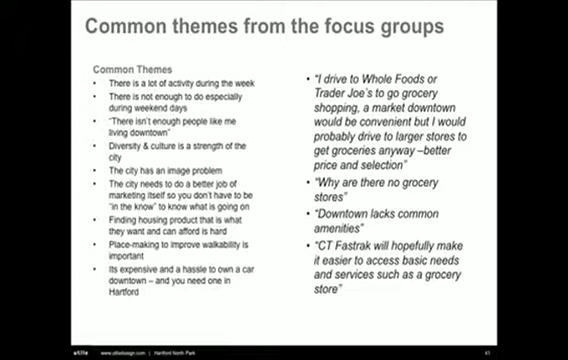 Common themes from the focus groups
Common Themes
• There is a lot of activity during the week
• There is not enough to do especially
during weekend days
• "There isn't enough people like me
living downtown"
• Diversity & culture is a strength of the
city
• The city has an image problem
• The city needs to do a better job of
marketing itself so you don't have to be
"in the know" to know what is going on
• Finding housing product that is what
they want and can afford is hard
• Place-making to improve walkability is
important
• Its expensive and a hassle to own a car
downtown – and you need one in
Hartford
• "I drive to Whole Foods or
Trader Joe's to go grocery
shopping, a market downtown
would be convenient but I would
probably drive to larger stores to
get groceries anyway –better
price and selection"
• "Why are there no grocery
stores"
• "Downtown lacks common
amenities"
• "CT Fastrak will hopefully make
it easier to access basic needs
and services such as a grocery
store"
utile www.utiledesign.com | Hartford North Park 41